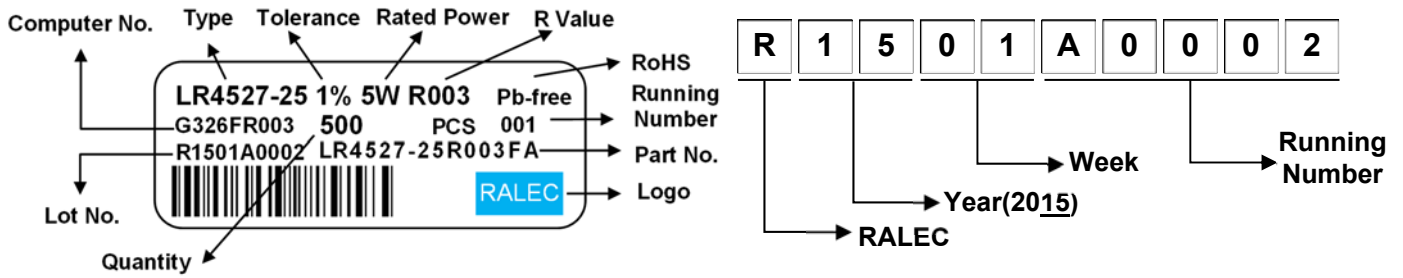 Computer No.
Type
Tolerance
Rated Power
R Value
RoHS
Running
Number
Part No.
Logo
LR4527-25 1% 5W R003 Pb-free
G326FR003 500 PCS 001
R1501A0002 LR4527-25R003FA
RALEC
Lot No.
Quantity
R 1 5 0 1 A 0 0 0 2
Running
Number
Week
Year(2015)
RALEC